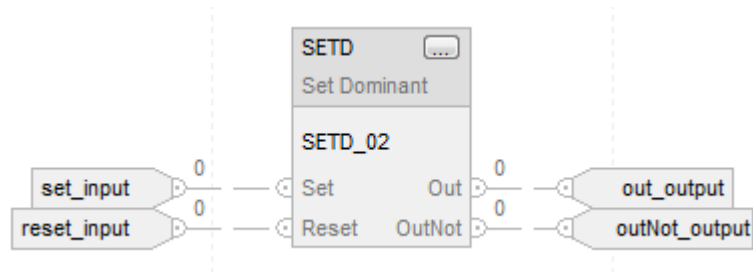 SETD ...
Set Dominant
SETD_02
0 0
set_input Set Out out_output
0 0
reset_input Reset OutNot outNot_output